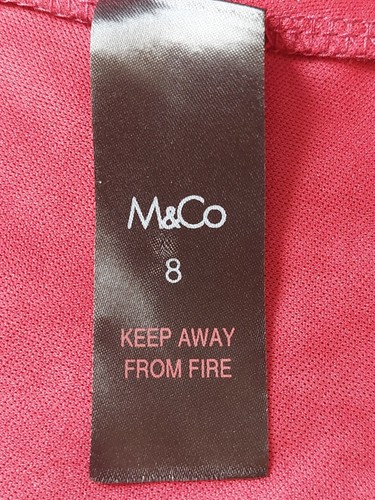 M&Co
8
KEEP AWAY
FROM FIRE